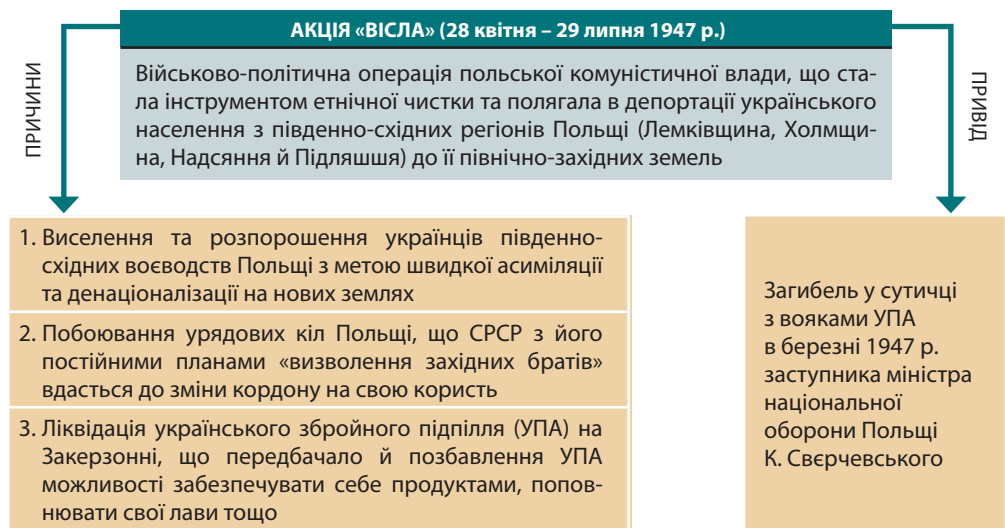 АКЦІЯ «ВІСЛА» (28 квітня – 29 липня 1947 р.)
Військово-політична операція польської комуністичної влади, що ста-
ла інструментом етнічної чистки та полягала в депортації українського
населення з південно-східних регіонів Польщі (Лемківщина, Холмщи-
на, Надсяння й Підляшшя) до її північно-західних земель
ПРИЧИНИ
1. Виселення та розпорошення українців південно-
східних воєводств Польщі з метою швидкої асиміляції
та денаціоналізації на нових землях
2. Побоювання урядових кіл Польщі, що СРСР з його
постійними планами «визволення західних братів»
вдасться до зміни кордону на свою користь
3. Ліквідація українського збройного підпілля (УПА) на
Закерзонні, що передбачало й позбавлення УПА
можливості забезпечувати себе продуктами, попов-
нювати свої лави тощо
ПРИВІД
Загибель у сутичці
з вояками УПА
в березні 1947 р.
заступника міністра
національної
оборони Польщі
К. Свєрчевського